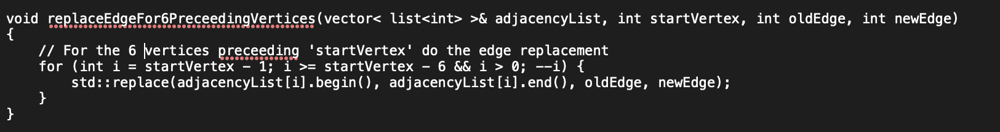 void replaceEdgeFor6PreceedingVertices(vector< list<int> >& adjacencyList, int startVertex, int oldEdge, int newEdge)
{
    // For the 6 vertices preceeding 'startVertex' do the edge replacement
    for (int i = startVertex - 1; i >= startVertex - 6 && i > 0; --i) {
        std::replace(adjacencyList[i].begin(), adjacencyList[i].end(), oldEdge, newEdge);
    }
}